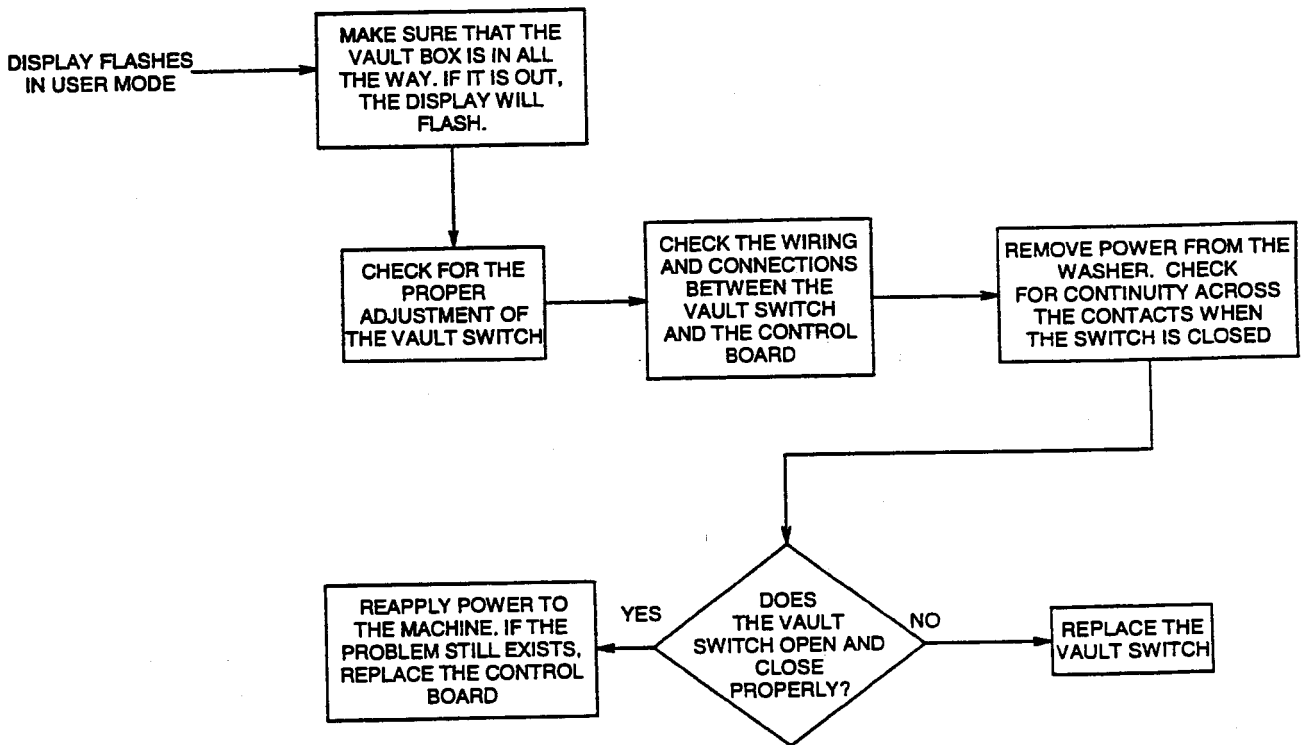 DISPLAY FLASHES
IN USER MODE
MAKE SURE THAT THE
VAULT BOX IS IN ALL
THE WAY. IF IT IS OUT,
THE DISPLAY WILL
FLASH.
CHECK FOR THE
PROPER
ADJUSTMENT OF
THE VAULT SWITCH
CHECK THE WIRING
AND CONNECTIONS
BETWEEN THE
VAULT SWITCH
AND THE CONTROL
BOARD
REMOVE POWER FROM THE
WASHER. CHECK
FOR CONTINUITY ACROSS
THE CONTACTS WHEN
THE SWITCH IS CLOSED
DOES
THE VAULT
SWITCH OPEN AND
CLOSE
PROPERLY?
YES
REAPPLY POWER TO
THE MACHINE. IF THE
PROBLEM STILL EXISTS,
REPLACE THE CONTROL
BOARD
NO
REPLACE THE
VAULT SWITCH